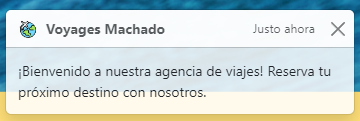 Voyages Machado Justo ahora
¡Bienvenido a nuestra agencia de viajes! Reserva tu
próximo destino con nosotros.